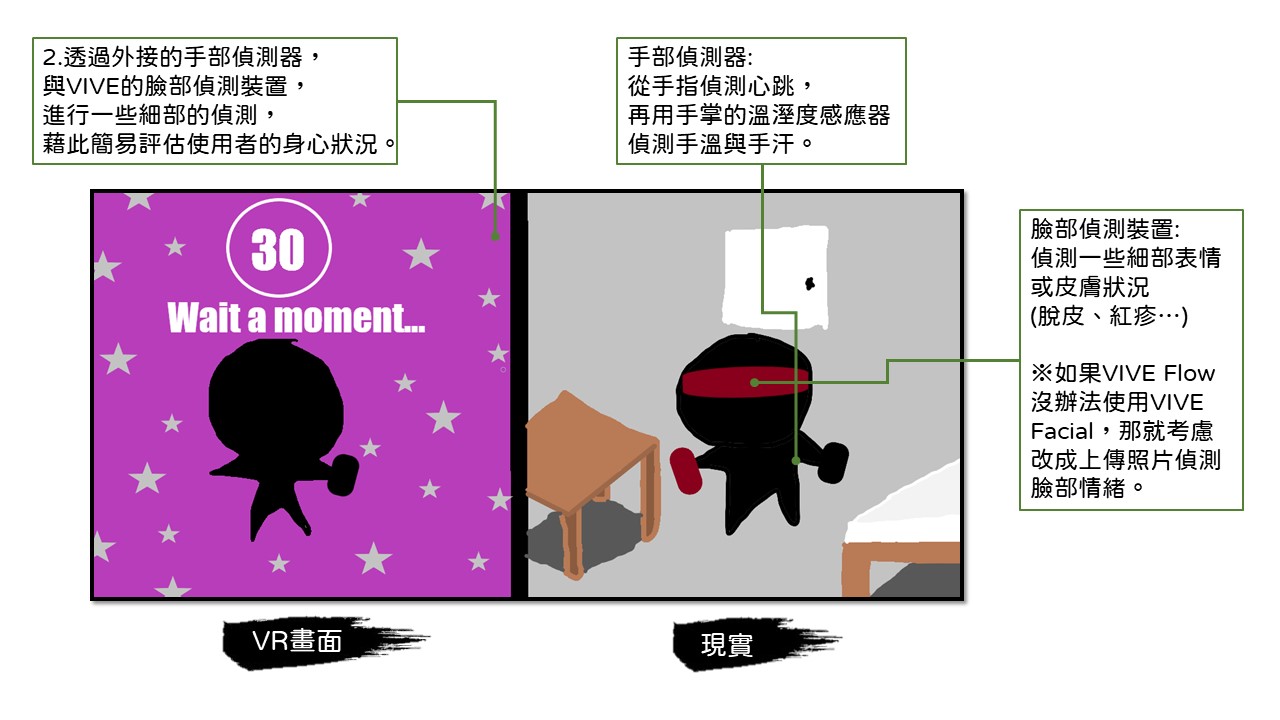 2.透過外接的手部偵測器，
與VIVE的臉部偵測裝置，
進行一些細部的偵測，
藉此簡易評估使用者的身心狀況。
手部偵測器:
從手指偵測心跳，
再用手掌的溫溼度感應器
偵測手溫與手汗。
臉部偵測裝置:
偵測一些細部表情
或皮膚狀況
(脫皮、紅疹…)
※如果VIVE Flow
沒辦法使用VIVE
Facial，那就考慮
改成上傳照片偵測
臉部情緒。
30
Wait a moment...
VR畫面
現實